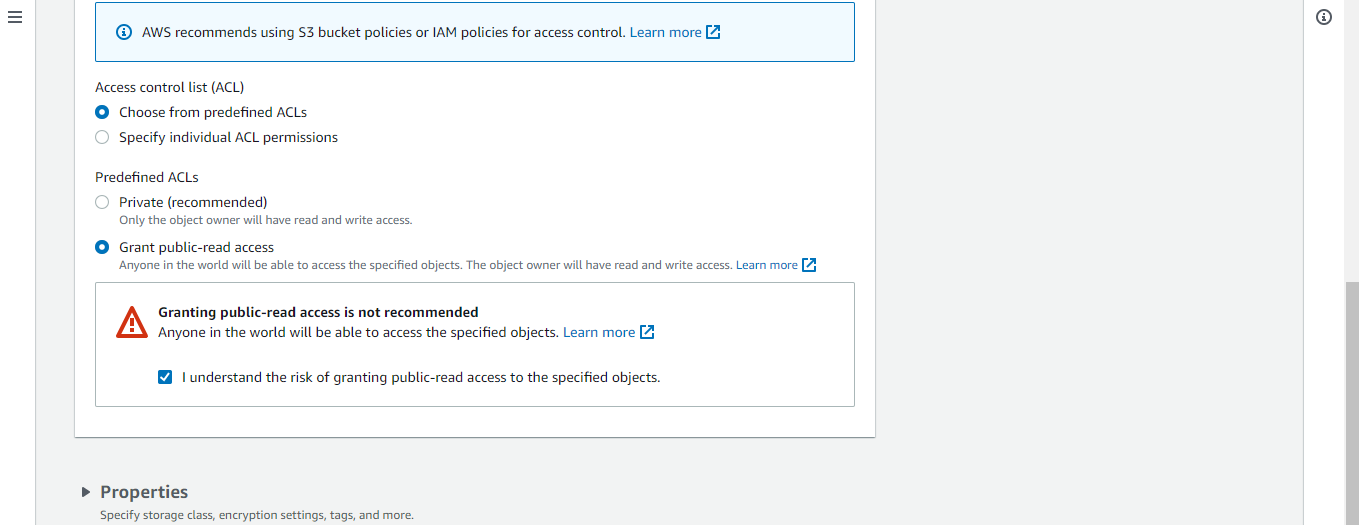 AWS recommends using S3 bucket policies or IAM policies for access control. Learn more
Access control list (ACL)
Choose from predefined ACLs
Specify individual ACL permissions
Predefined ACLs
Private (recommended)
Only the object owner will have read and write access.
Grant public-read access
Anyone in the world will be able to access the specified objects. The object owner will have read and write access. Learn more
Granting public-read access is not recommended
Anyone in the world will be able to access the specified objects. Learn more
I understand the risk of granting public-read access to the specified objects.
Properties
Specify storage class, encryption settings, tags, and more.